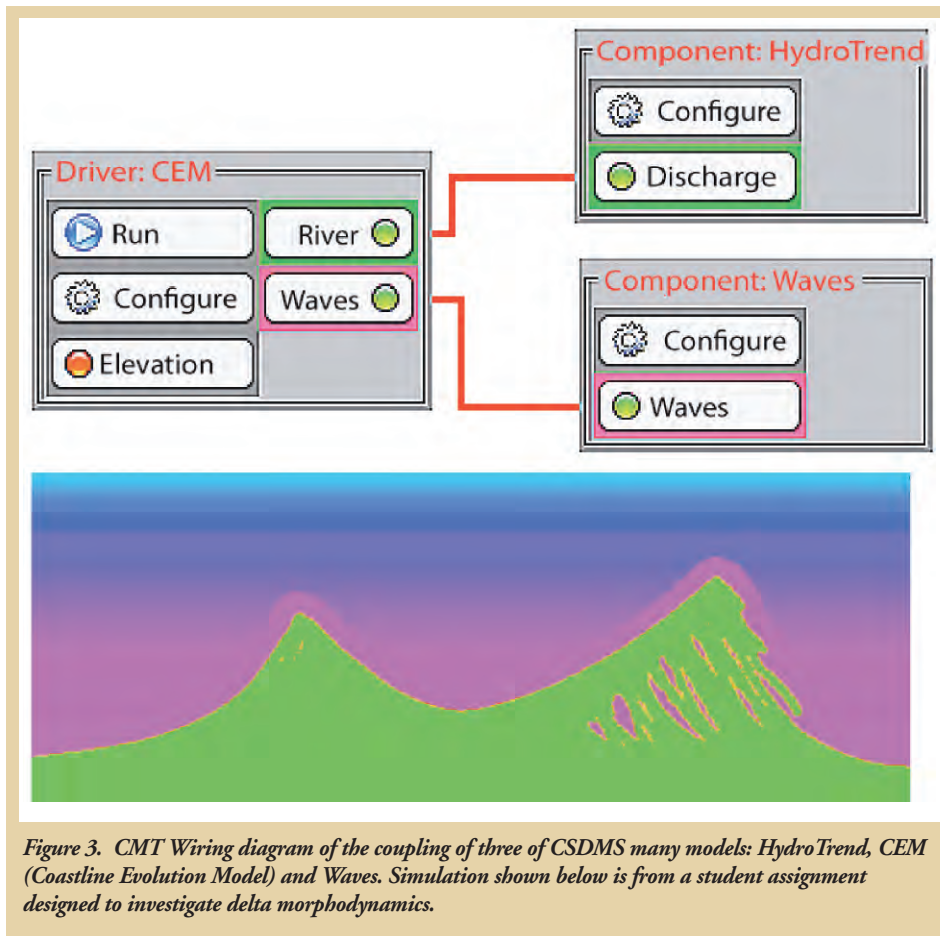 Component: HydroTrend
Configure
Discharge
Driver: CEM
Run
River
Configure
Waves
Elevation
Component: Waves
Configure
Waves
Figure 3. CMT Wiring diagram of the coupling of three of CSDMS many models: HydroTrend, CEM
(Coastline Evolution Model) and Waves. Simulation shown below is from a student assignment
designed to investigate delta morphodynamics.